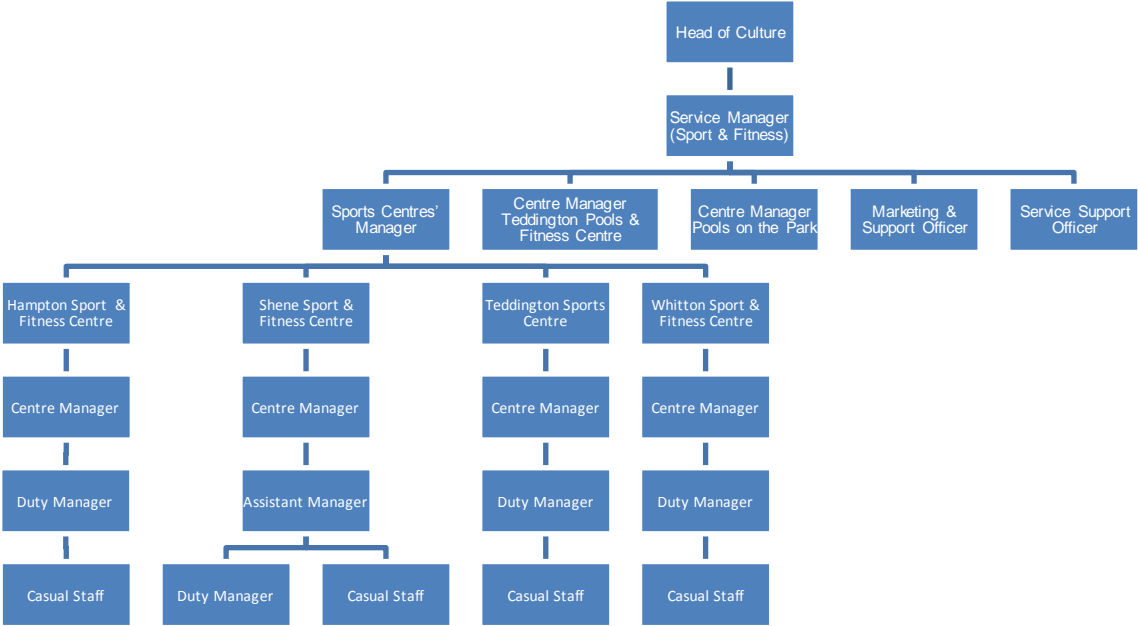 Head of Culture
Service Manager
(Sport & Fitness)
Sports Centres’
Manager
Centre Manager
Teddington Pools &
Fitness Centre
Centre Manager
Pools on the Park
Marketing &
Support Officer
Service Support
Officer
Hampton Sport &
Fitness Centre
Shene Sport &
Fitness Centre
Teddington Sports
Centre
Whitton Sport &
Fitness Centre
Centre Manager
Centre Manager
Centre Manager
Centre Manager
Duty Manager
Assistant Manager
Duty Manager
Duty Manager
Casual Staff
Duty Manager
Casual Staff
Casual Staff
Casual Staff